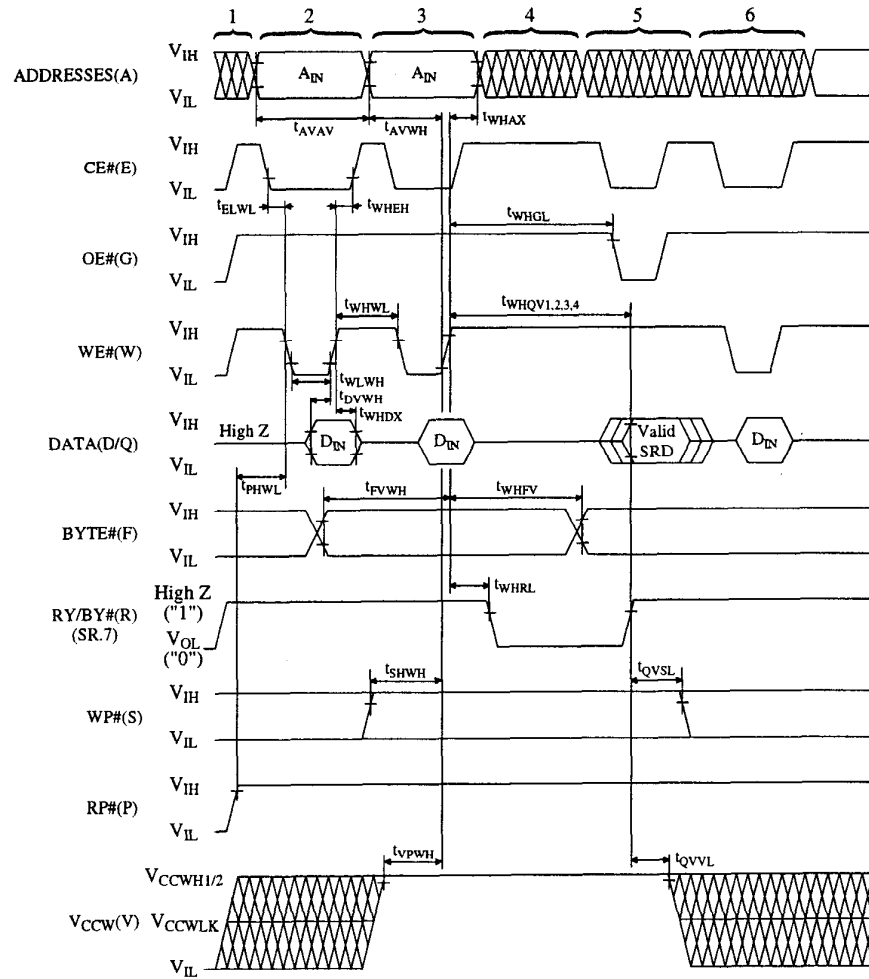 1 2 3 4 5 6
V_IH
ADDRESSES(A) A_IN A_IN
V_IL
t_AVAV t_AVWH t_WHAX
V_IH
CE#(E)
V_IL
t_ELWL t_WHEH t_WHGL
V_IH
OE#(G)
V_IL
t_WHWL t_WHQV1,2,3,4
V_IH
WE#(W)
V_IL
t_WLWH
t_DVWH
t_WHDX
V_IH
DATA(D/Q) High Z D_IN D_IN Valid SRD D_IN
V_IL
t_PHWL t_FVWH t_WHFV
V_IH
BYTE#(F)
V_IL
t_WHRL
High Z
("1")
RY/BY#(R)
(SR.7)
V_OL
("0")
t_SHWH t_QVSL
V_IH
WP#(S)
V_IL
V_IH
RP#(P)
V_IL
t_VPWH t_QVVL
V_CCWH1/2
V_CCW(V) V_CCWLK
V_IL